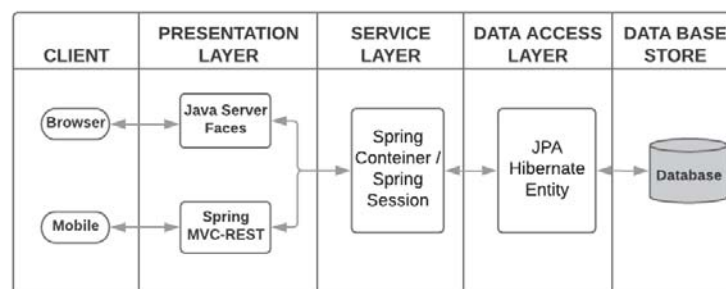 CLIENT
PRESENTATION
LAYER
SERVICE
LAYER
DATA ACCESS
LAYER
DATA BASE
STORE
Browser
Java Server
Faces
Mobile
Spring
MVC-REST
Spring
Conteiner /
Spring
Session
JPA
Hibernate
Entity
Database